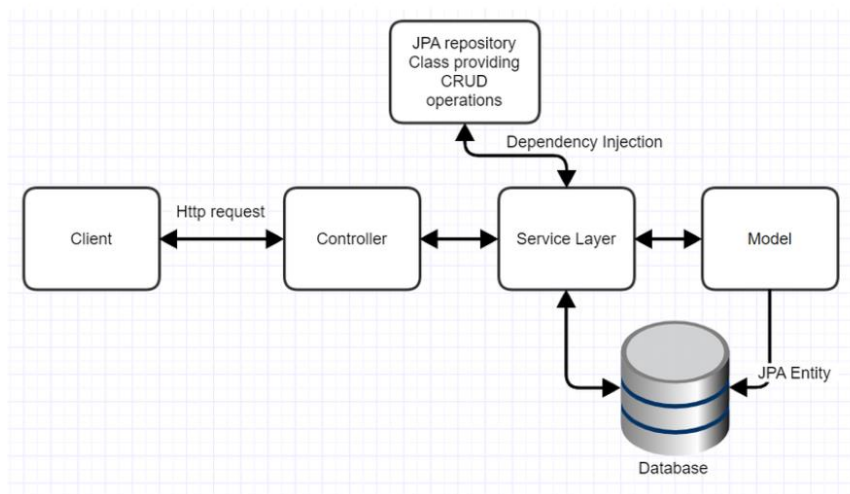 JPA repository
Class providing
CRUD
operations
Dependency Injection
Http request
Client
Controller
Service Layer
Model
JPA Entity
Database